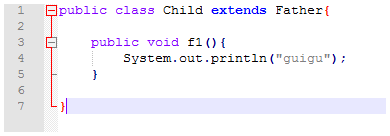 1 public class Child extends Father{
2
3 public void f1(){
4 System.out.println("guigu");
5 }
6
7 }